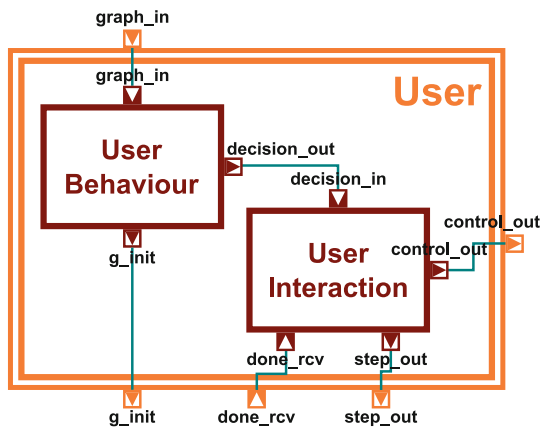 graph_in
graph_in
User
User
Behaviour
decision_out
decision_in
control_out
g_init
User
Interaction
control_out
done_rcv
step_out
g_init
done_rcv
step_out